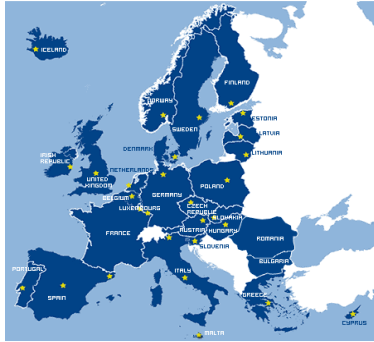 ICELAND
FINLAND
NORWAY
SWEDEN
ESTONIA
LATVIA
LITHUANIA
DENMARK
IRISH
REPUBLIC
UNITED
KINGDOM
NETHERLANDS
BELGIUM
LUXEMBOURG
GERMANY
POLAND
CZECH
REPUBLIC
SLOVAKIA
AUSTRIA
HUNGARY
SLOVENIA
FRANCE
ROMANIA
BULGARIA
PORTUGAL
SPAIN
ITALY
GREECE
MALTA
CYPRUS